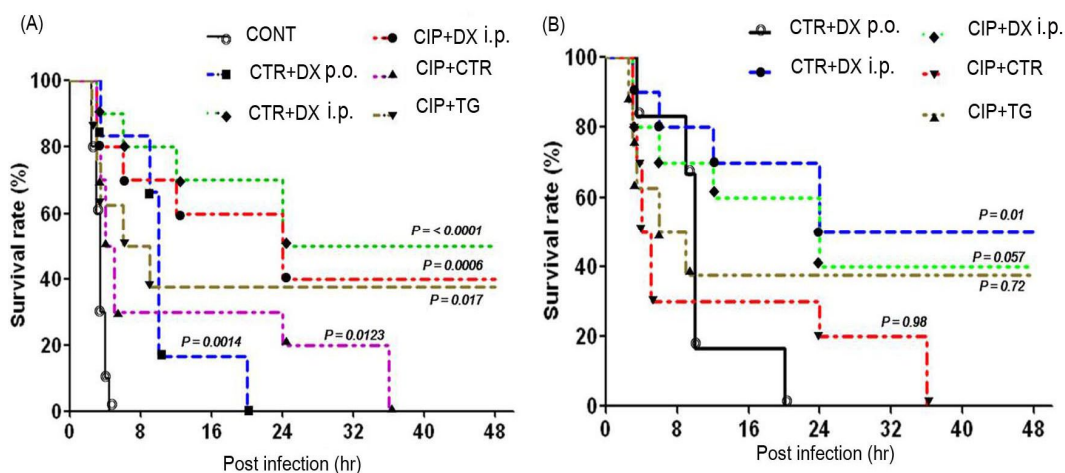 (A)
CONT
CTR+DX p.o.
CTR+DX i.p.
CIP+DX i.p.
CIP+CTR
CIP+TG
Survival rate (%)
100
80
60
40
20
0
P = < 0.0001
P = 0.0006
P = 0.017
P = 0.0014
P = 0.0123
0 8 16 24 32 40 48
Post infection (hr)
(B)
CTR+DX p.o.
CTR+DX i.p.
CIP+DX i.p.
CIP+CTR
CIP+TG
Survival rate (%)
100
80
60
40
20
0
P = 0.01
P = 0.057
P = 0.72
P = 0.98
0 8 16 24 32 40 48
Post infection (hr)